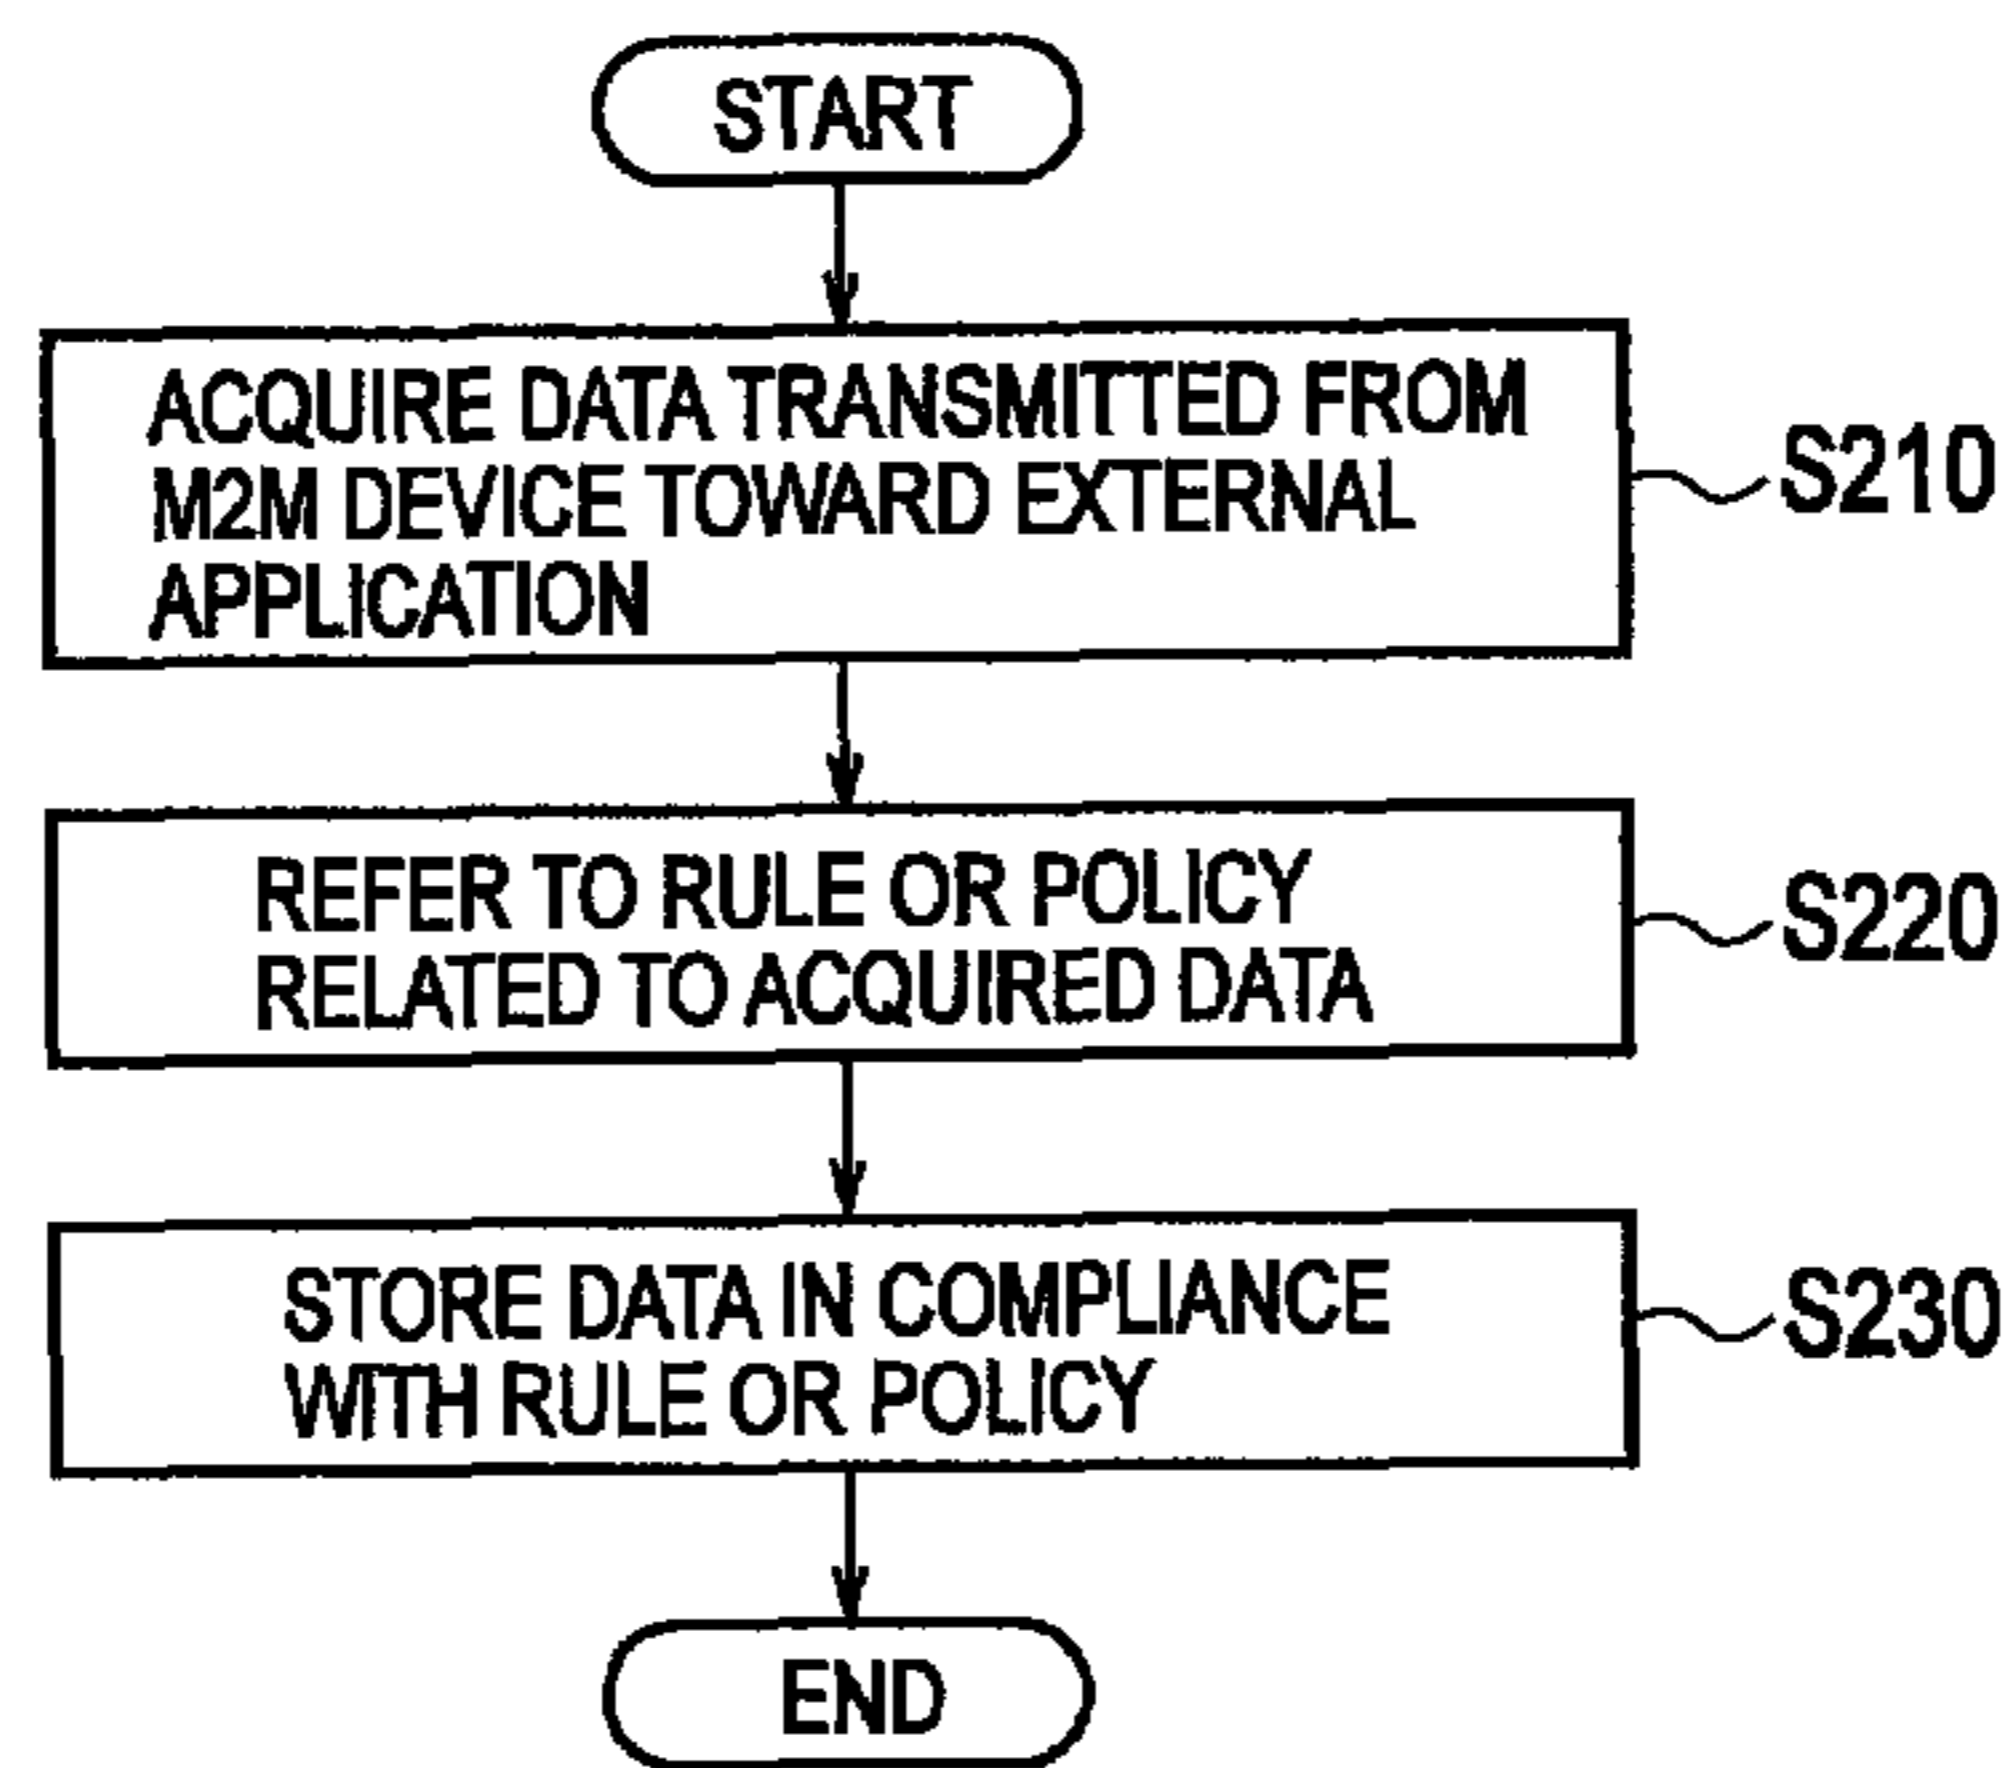 START
ACQUIRE DATA TRANSMITTED FROM
M2M DEVICE TOWARD EXTERNAL
APPLICATION
S210
REFER TO RULE OR POLICY
RELATED TO ACQUIRED DATA
S220
STORE DATA IN COMPLIANCE
WITH RULE OR POLICY
S230
END